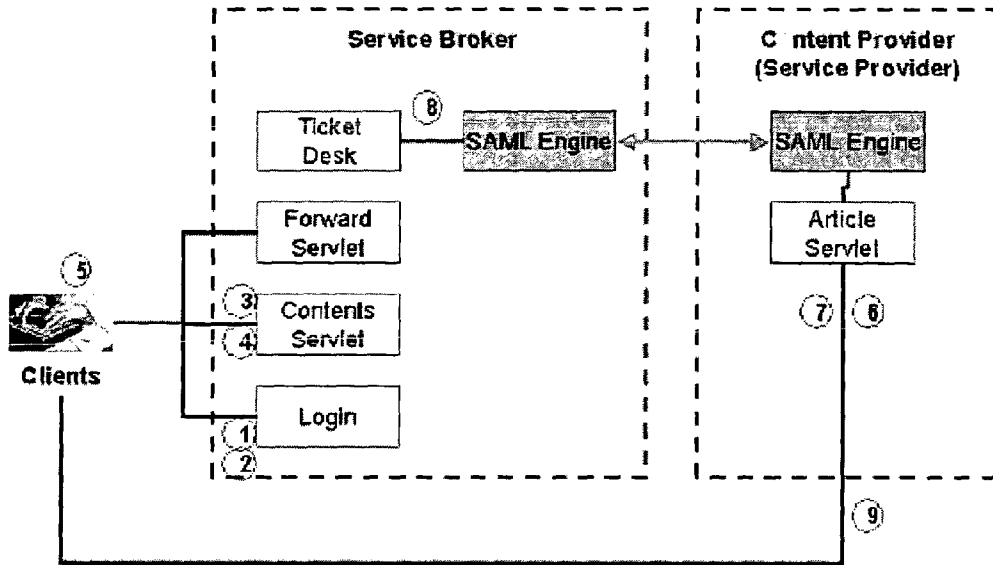 Service Broker
C ntent Provider
(Service Provider)
8
Ticket
Desk
SAML Engine
SAML Engine
Forward
Servlet
Article
Servlet
5
3
Contents
Servlet
4
7
6
Clients
Login
1
2
9